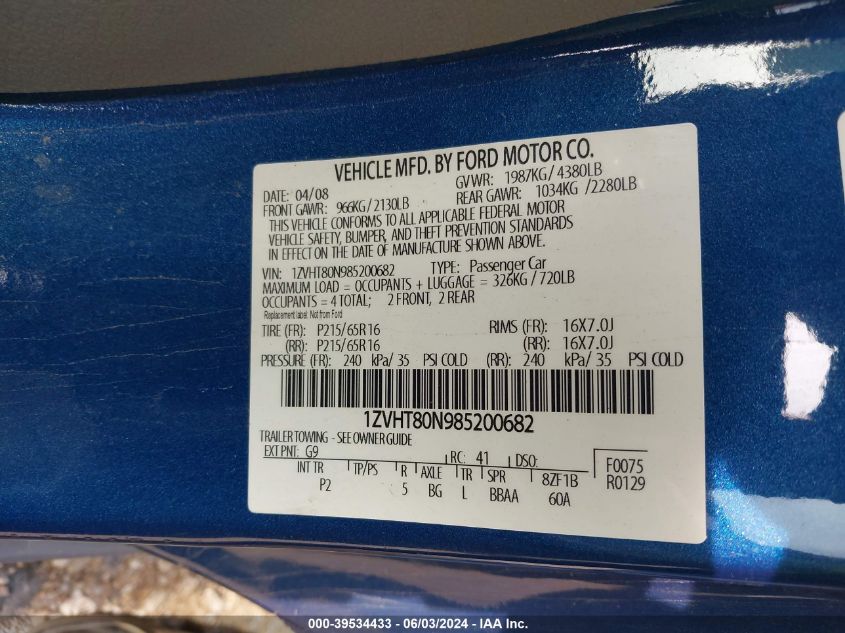 VEHICLE MFD. BY FORD MOTOR CO.
DATE: 04/08 GVWR: 1987KG/4380LB
FRONT GAWR: 966KG/2130LB REAR GAWR: 1034KG/2280LB
THIS VEHICLE CONFORMS TO ALL APPLICABLE FEDERAL MOTOR
VEHICLE SAFETY, BUMPER, AND THEFT PREVENTION STANDARDS
IN EFFECT ON THE DATE OF MANUFACTURE SHOWN ABOVE.
VIN: 1ZVHT80N985200682 TYPE: Passenger Car
MAXIMUM LOAD = OCCUPANTS + LUGGAGE = 326KG/720LB
OCCUPANTS = 4 TOTAL; 2 FRONT, 2 REAR
Replacement label: Not from Ford
TIRE (FR): P215/65R16 RIMS (FR): 16X7.0J
(RR): P215/65R16 (RR): 16X7.0J
PRESSURE (FR): 240 kPa/ 35 PSI COLD (RR): 240 kPa/ 35 PSI COLD
1ZVHT80N985200682
TRAILER TOWING - SEE OWNER GUIDE
EXT PNT: G9 RC: 41 DSO: F0075
INT TR TP/PS R AXLE TR SPR 8ZF1B R0129
P2 5 BG L BBAA 60A
000-39534433 - 06/03/2024 - IAA Inc.